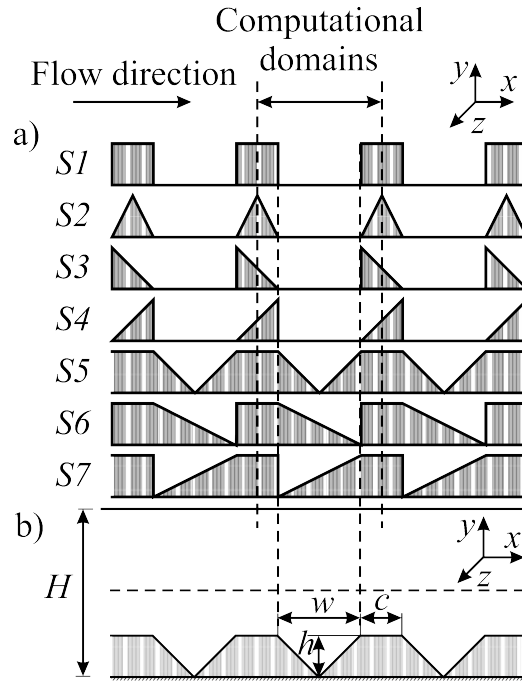 Computational
domains
Flow direction
y
x
z
a)
S1
S2
S3
S4
S5
S6
S7
b)
y
x
z
H
w
c
h